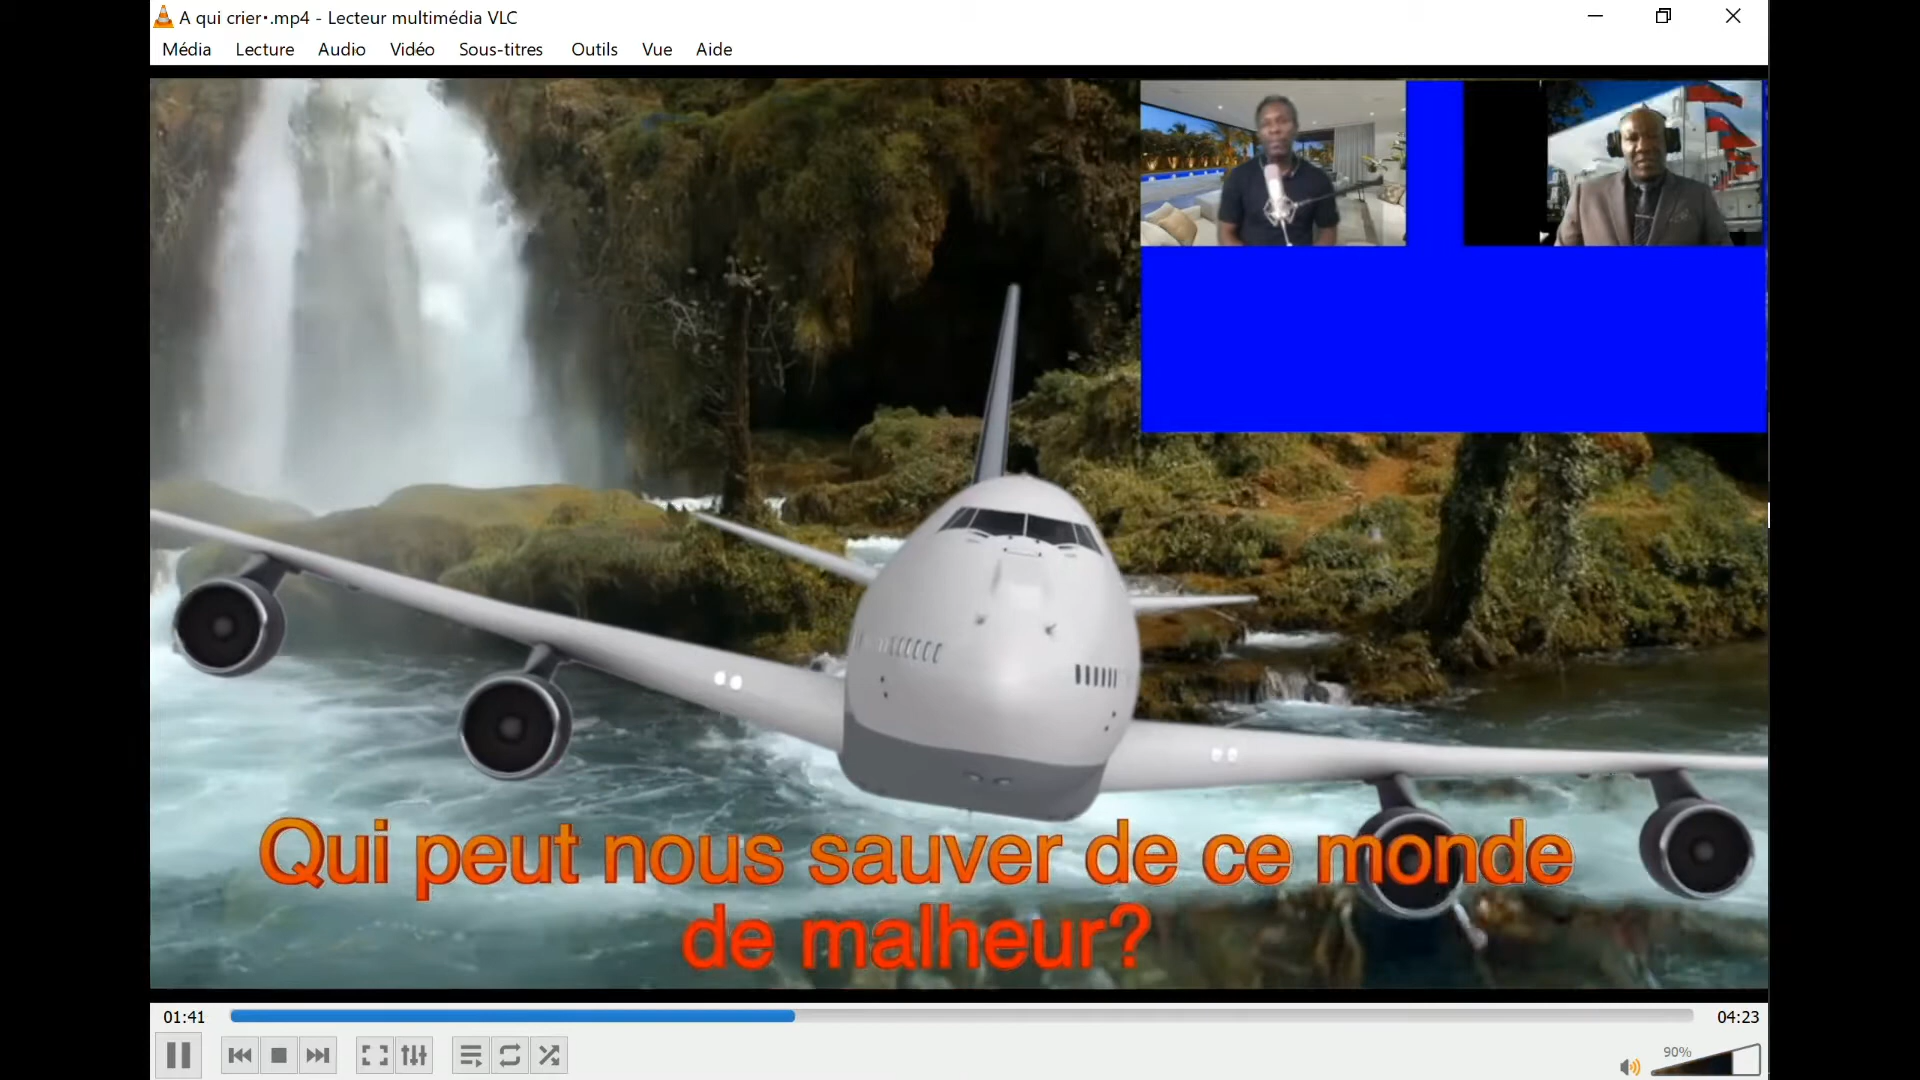 A qui crier•.mp4 - Lecteur multimédia VLC
Média Lecture Audio Vidéo Sous-titres Outils Vue Aide
Qui peut nous sauver de ce monde
de malheur?
01:41
04:23
90%